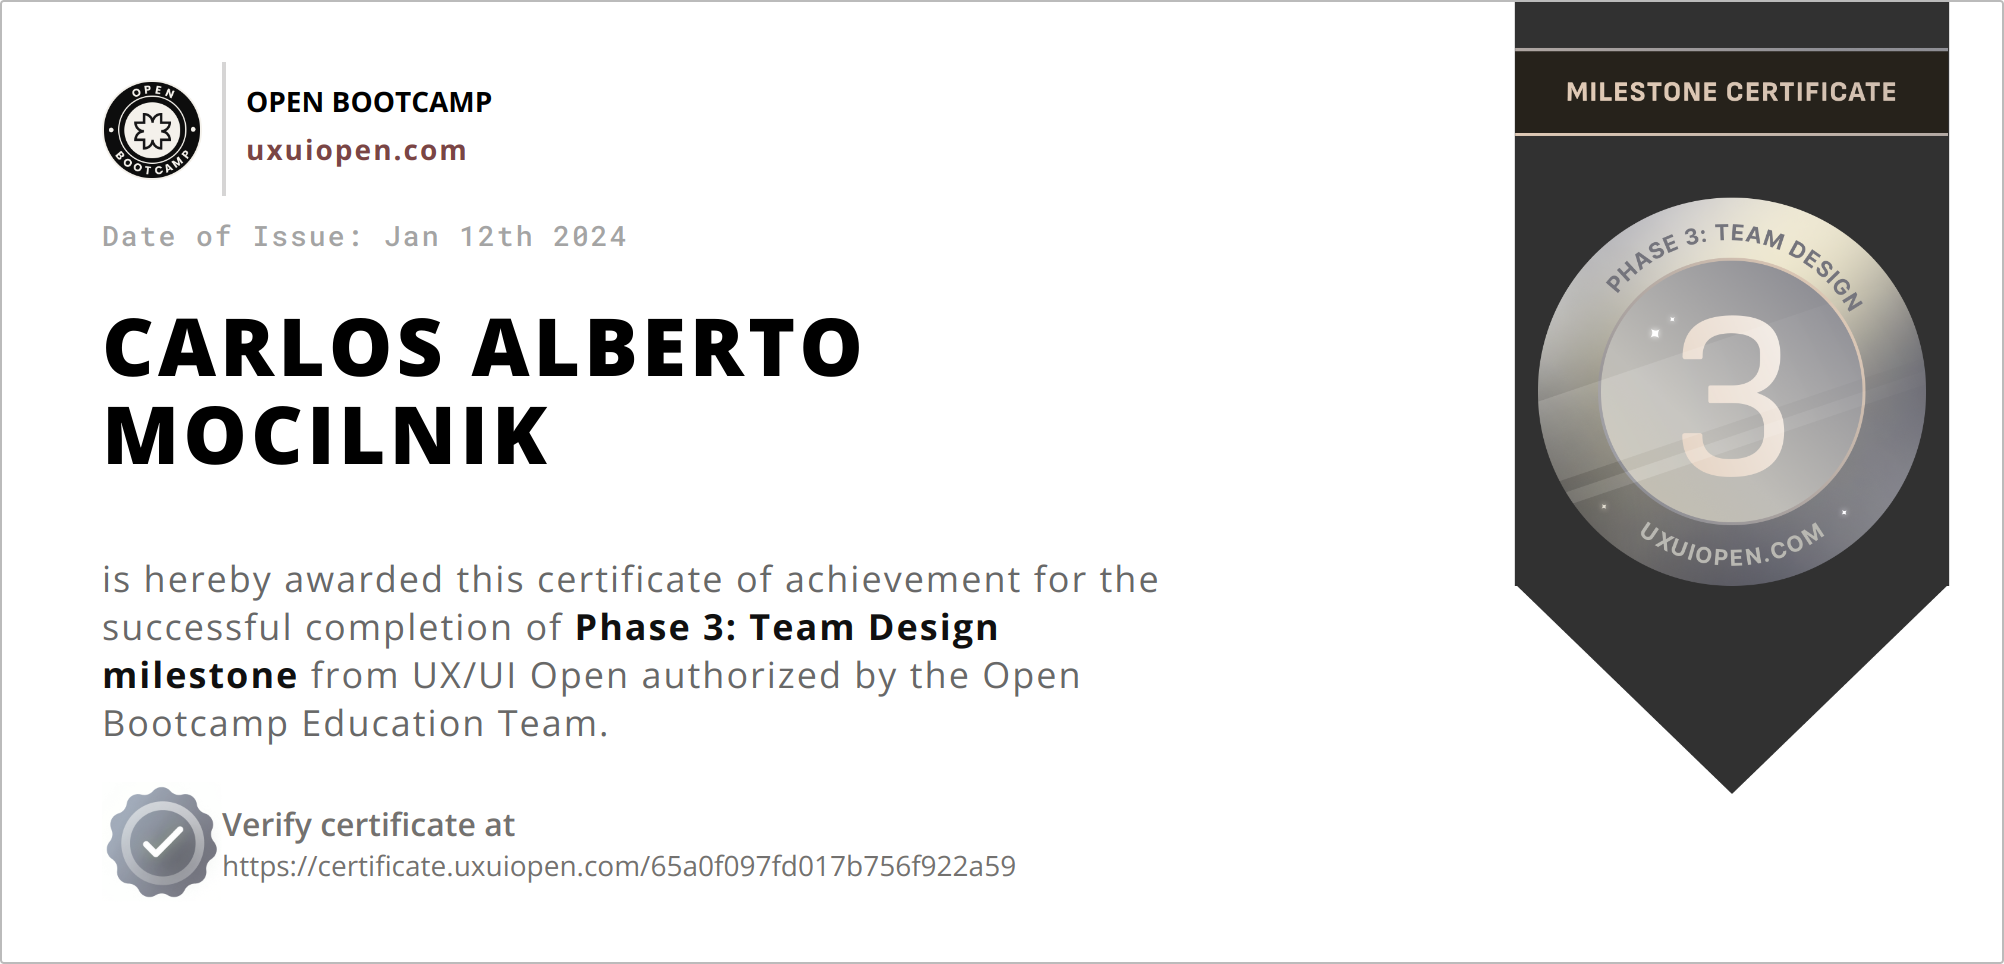 OPEN
BOOTCAMP
OPEN BOOTCAMP
uxuiopen.com
Date of Issue: Jan 12th 2024
CARLOS ALBERTO
MOCILNIK
is hereby awarded this certificate of achievement for the
successful completion of Phase 3: Team Design
milestone from UX/UI Open authorized by the Open
Bootcamp Education Team.
Verify certificate at
https://certificate.uxuiopen.com/65a0f097fd017b756f922a59
MILESTONE CERTIFICATE
PHASE 3: TEAM DESIGN
3
UXUIOPEN.COM